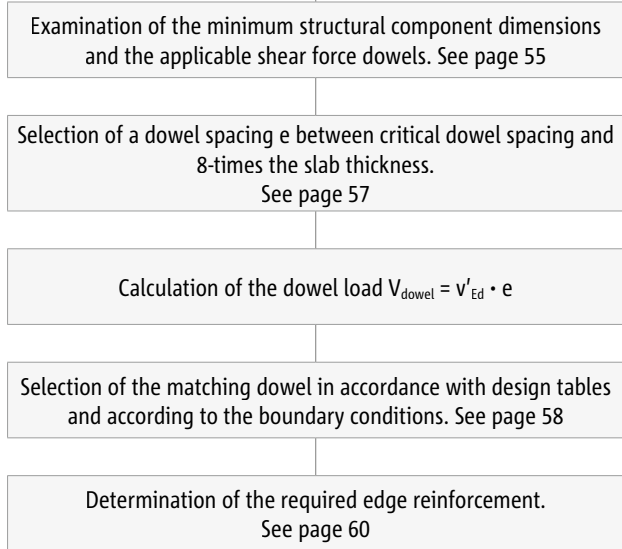 Examination of the minimum structural component dimensions
and the applicable shear force dowels. See page 55
Selection of a dowel spacing e between critical dowel spacing and
8-times the slab thickness.
See page 57
Calculation of the dowel load V_dowel = v'_Ed · e
Selection of the matching dowel in accordance with design tables
and according to the boundary conditions. See page 58
Determination of the required edge reinforcement.
See page 60